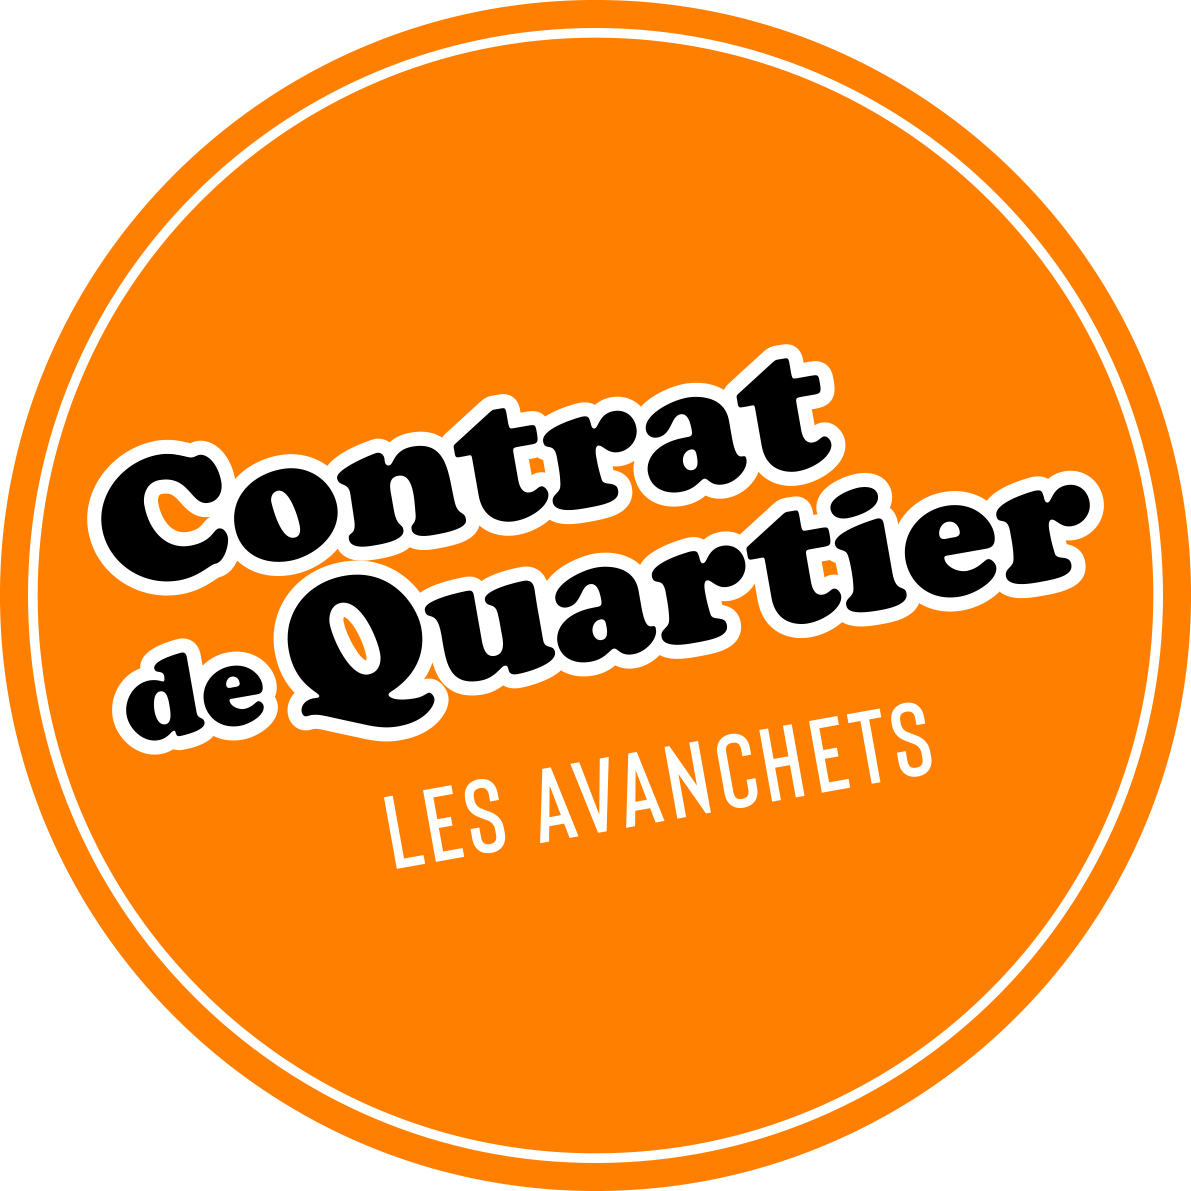 Contrat
de Quartier
LES AVANCHETS